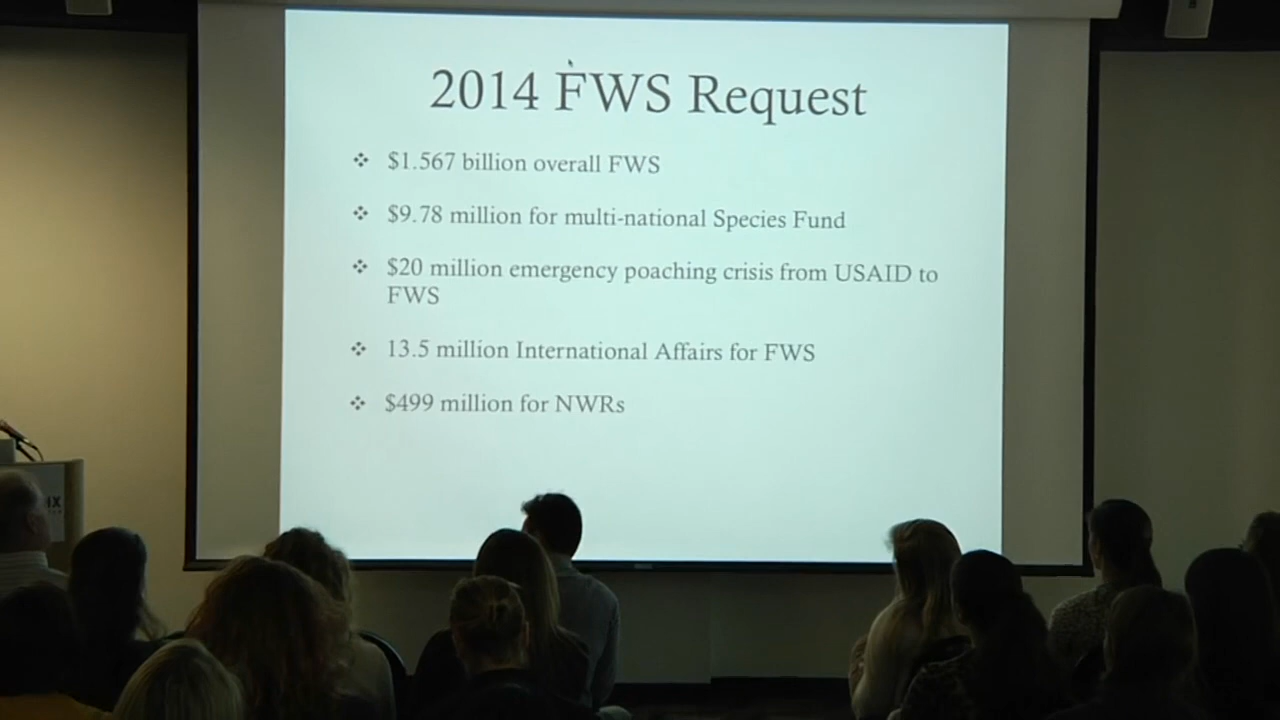 2014 FWS Request
❖ $1.567 billion overall FWS
❖ $9.78 million for multi-national Species Fund
❖ $20 million emergency poaching crisis from USAID to
FWS
❖ 13.5 million International Affairs for FWS
❖ $499 million for NWRs